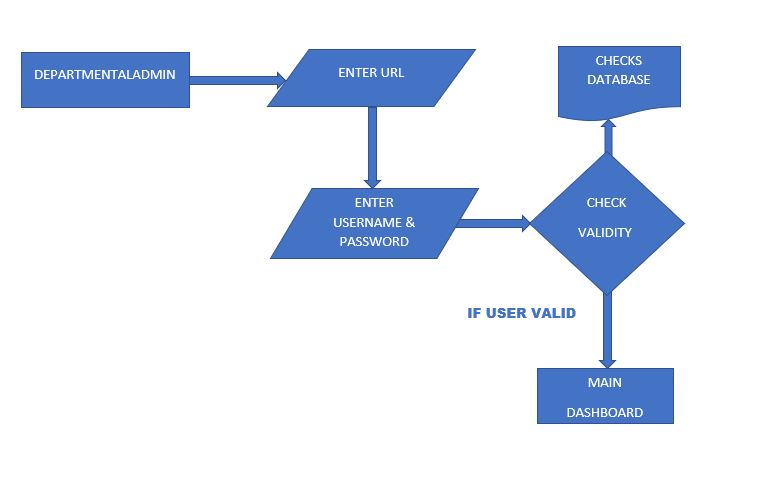 DEPARTMENTALADMIN
ENTER URL
CHECKS
DATABASE
ENTER
USERNAME &
PASSWORD
CHECK
VALIDITY
IF USER VALID
MAIN
DASHBOARD